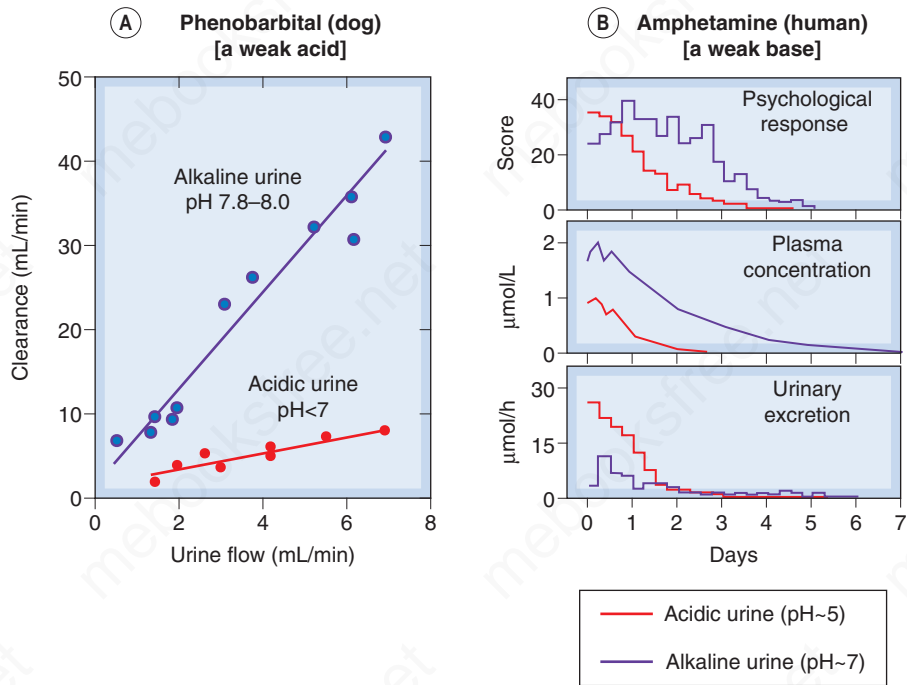 A
Phenobarbital (dog)
[a weak acid]
50
40
30
20
10
0
Clearance (mL/min)
Alkaline urine
pH 7.8–8.0
Acidic urine
pH<7
0 2 4 6 8
Urine flow (mL/min)
B
Amphetamine (human)
[a weak base]
Psychological
response
40
20
0
Score
Plasma
concentration
2
1
0
μmol/L
Urinary
excretion
30
15
0
μmol/h
0 1 2 3 4 5 6 7
Days
Acidic urine (pH~5)
Alkaline urine (pH~7)
mebooksfree.net